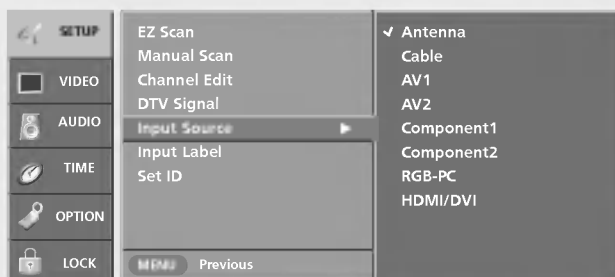 SETUP
VIDEO
AUDIO
TIME
OPTION
LOCK
EZ Scan
Manual Scan
Channel Edit
DTV Signal
Input Source
Input Label
Set ID
MENU Previous
✔ Antenna
Cable
AV1
AV2
Component1
Component2
RGB-PC
HDMI/DVI